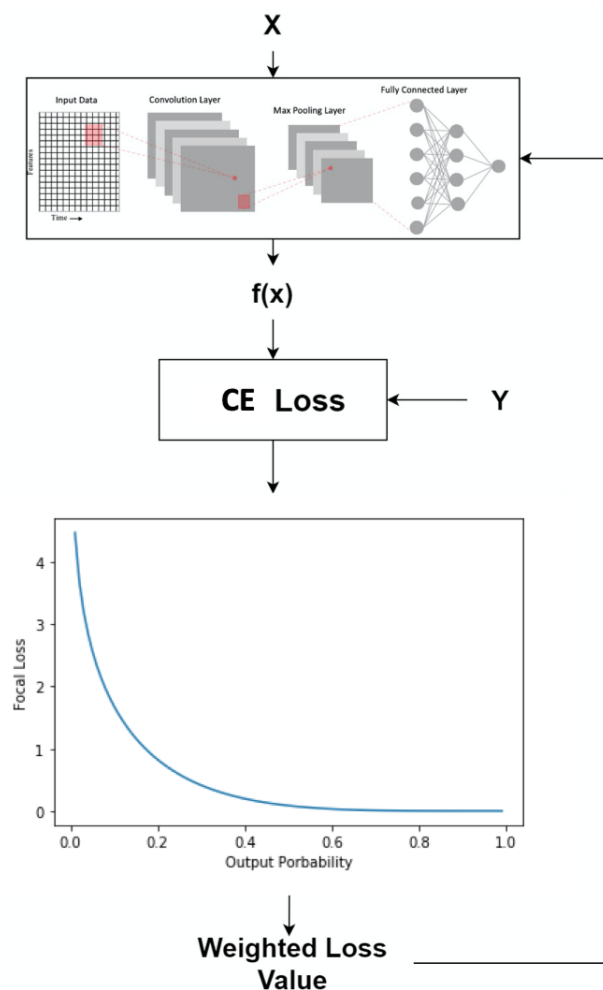 X
Input Data
Convolution Layer
Max Pooling Layer
Fully Connected Layer
Features
Time
f(x)
CE Loss
Y
Focal Loss
4
3
2
1
0
0.0 0.2 0.4 0.6 0.8 1.0
Output Porbability
Weighted Loss
Value